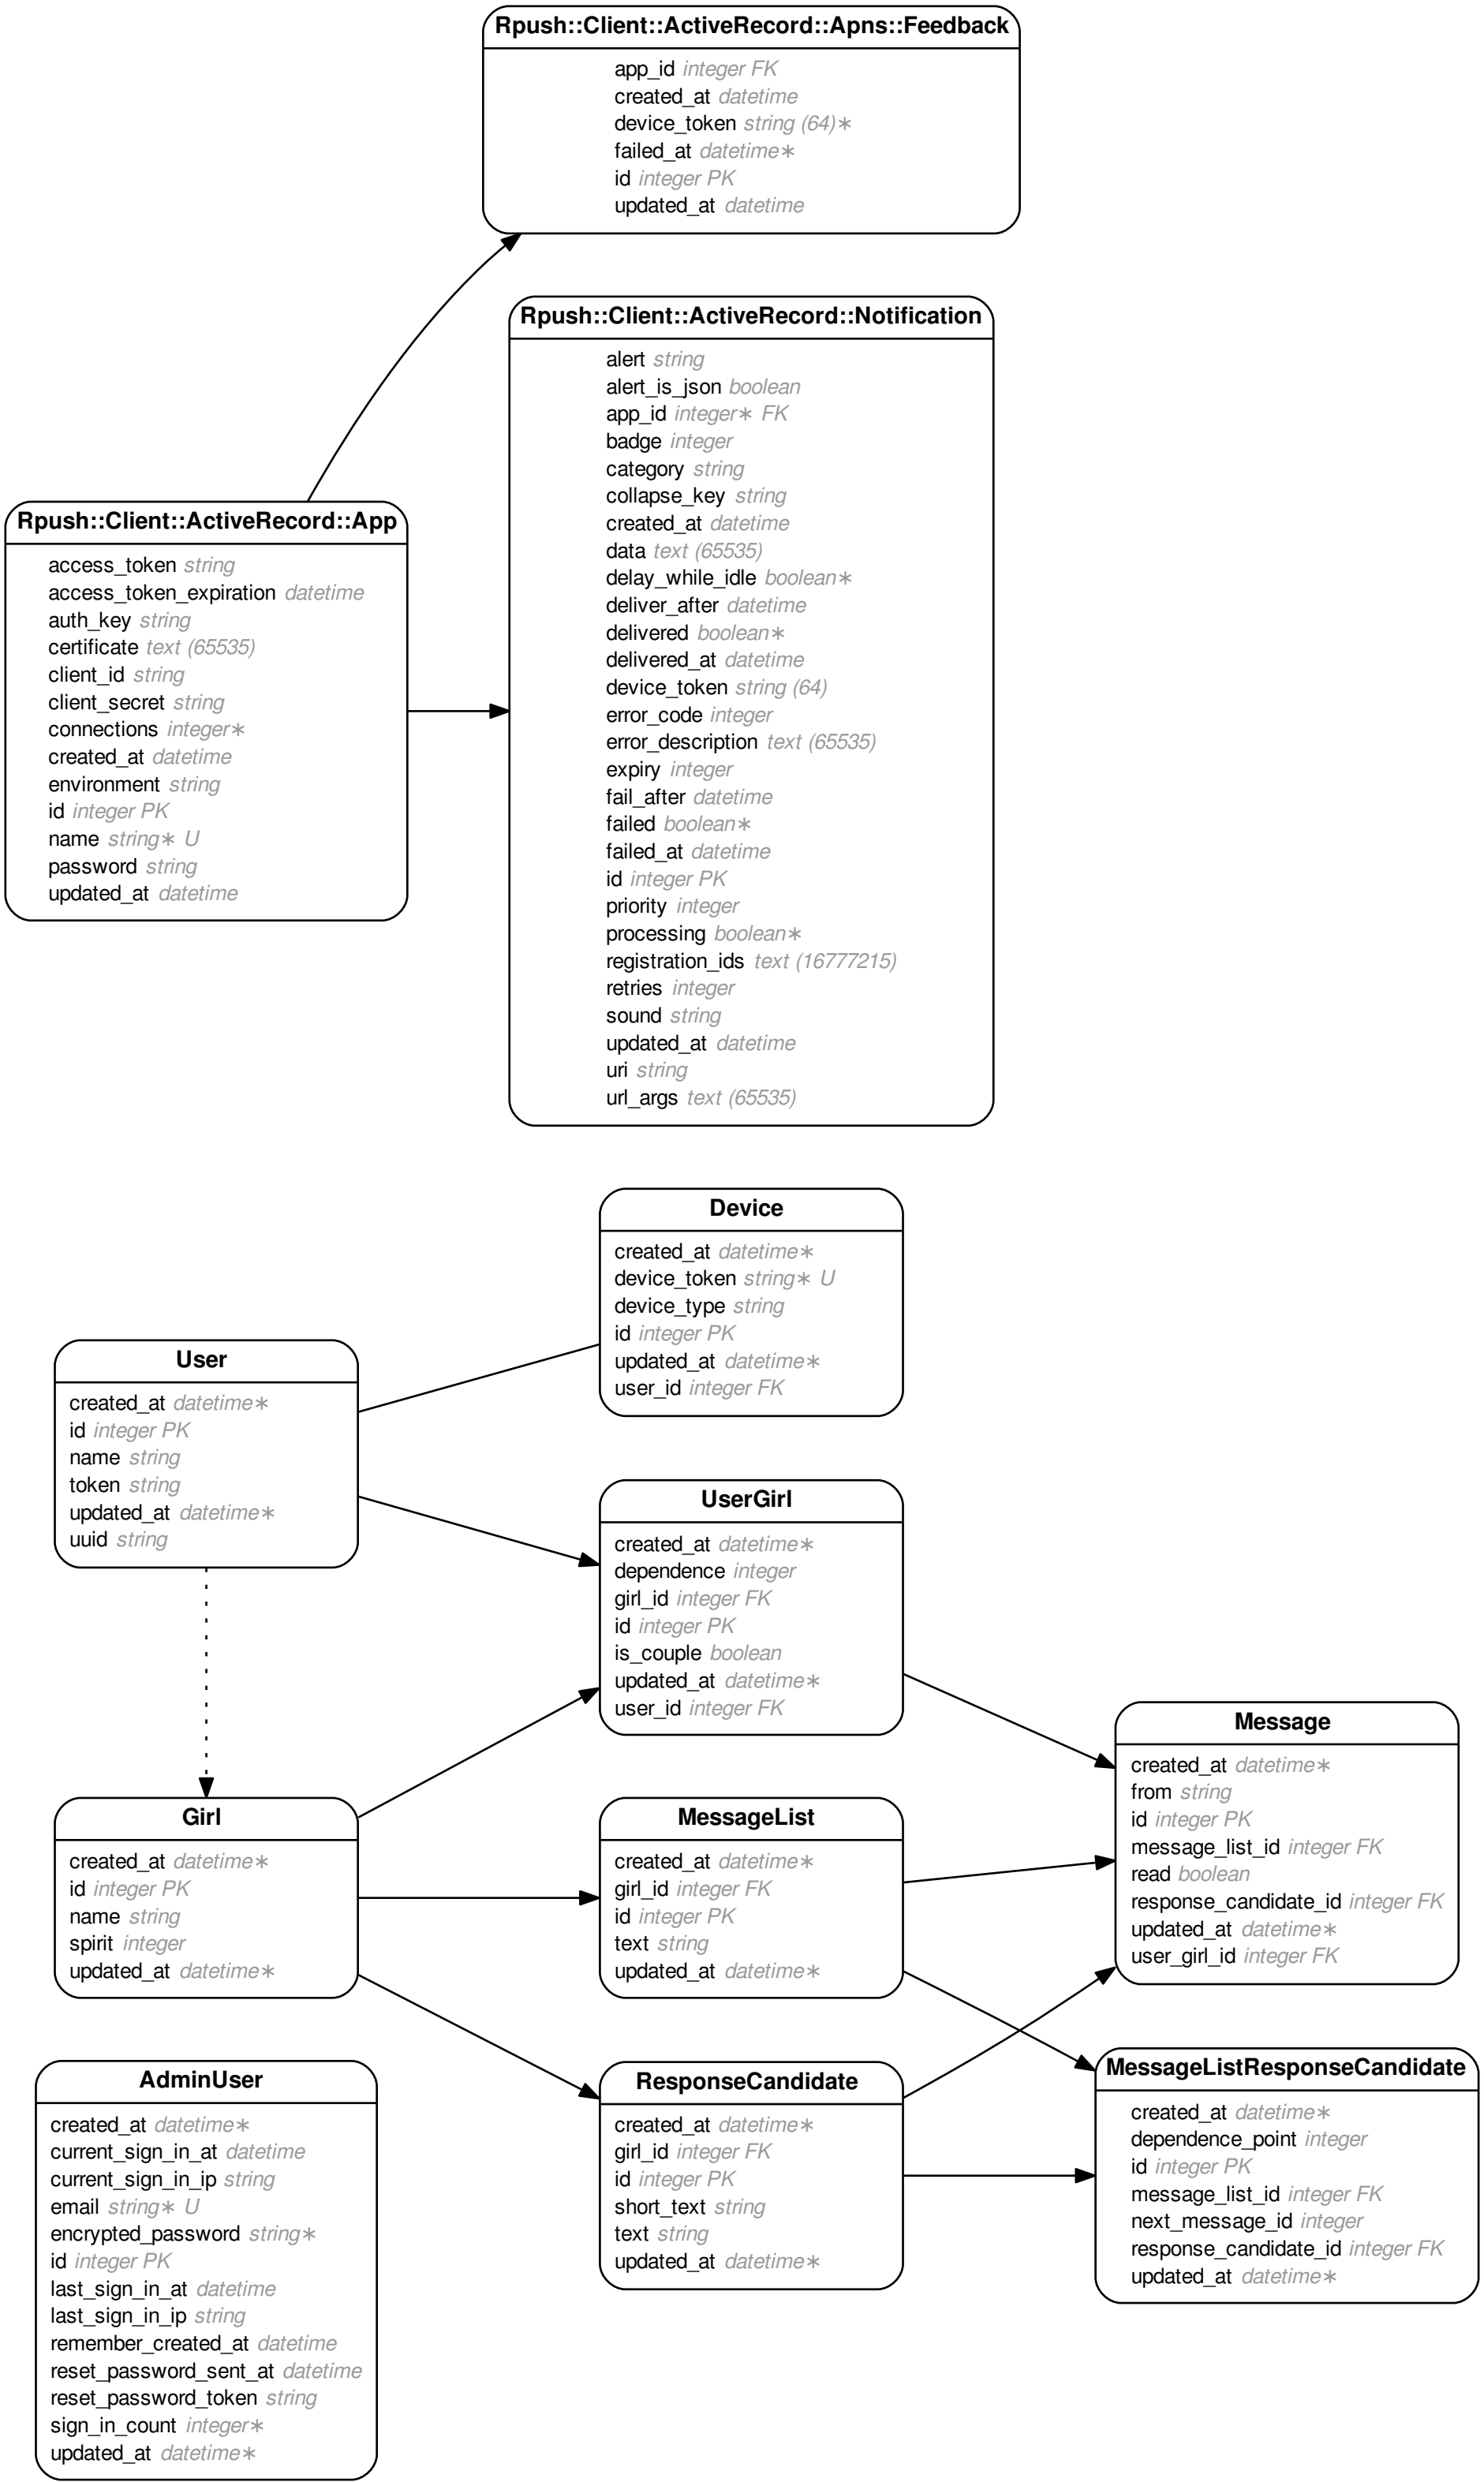 Rpush::Client::ActiveRecord::Apns::Feedback
app_id integer FK
created_at datetime
device_token string (64)∗
failed_at datetime∗
id integer PK
updated_at datetime
Rpush::Client::ActiveRecord::Notification
alert string
alert_is_json boolean
app_id integer∗ FK
badge integer
category string
collapse_key string
created_at datetime
data text (65535)
delay_while_idle boolean∗
deliver_after datetime
delivered boolean∗
delivered_at datetime
device_token string (64)
error_code integer
error_description text (65535)
expiry integer
fail_after datetime
failed boolean∗
failed_at datetime
id integer PK
priority integer
processing boolean∗
registration_ids text (16777215)
retries integer
sound string
updated_at datetime
uri string
url_args text (65535)
Rpush::Client::ActiveRecord::App
access_token string
access_token_expiration datetime
auth_key string
certificate text (65535)
client_id string
client_secret string
connections integer∗
created_at datetime
environment string
id integer PK
name string∗ U
password string
updated_at datetime
Device
created_at datetime∗
device_token string∗ U
device_type string
id integer PK
updated_at datetime∗
user_id integer FK
User
created_at datetime∗
id integer PK
name string
token string
updated_at datetime∗
uuid string
UserGirl
created_at datetime∗
dependence integer
girl_id integer FK
id integer PK
is_couple boolean
updated_at datetime∗
user_id integer FK
Message
created_at datetime∗
from string
id integer PK
message_list_id integer FK
read boolean
response_candidate_id integer FK
updated_at datetime∗
user_girl_id integer FK
Girl
created_at datetime∗
id integer PK
name string
spirit integer
updated_at datetime∗
MessageList
created_at datetime∗
girl_id integer FK
id integer PK
text string
updated_at datetime∗
MessageListResponseCandidate
created_at datetime∗
dependence_point integer
id integer PK
message_list_id integer FK
next_message_id integer
response_candidate_id integer FK
updated_at datetime∗
ResponseCandidate
created_at datetime∗
girl_id integer FK
id integer PK
short_text string
text string
updated_at datetime∗
AdminUser
created_at datetime∗
current_sign_in_at datetime
current_sign_in_ip string
email string∗ U
encrypted_password string∗
id integer PK
last_sign_in_at datetime
last_sign_in_ip string
remember_created_at datetime
reset_password_sent_at datetime
reset_password_token string
sign_in_count integer∗
updated_at datetime∗